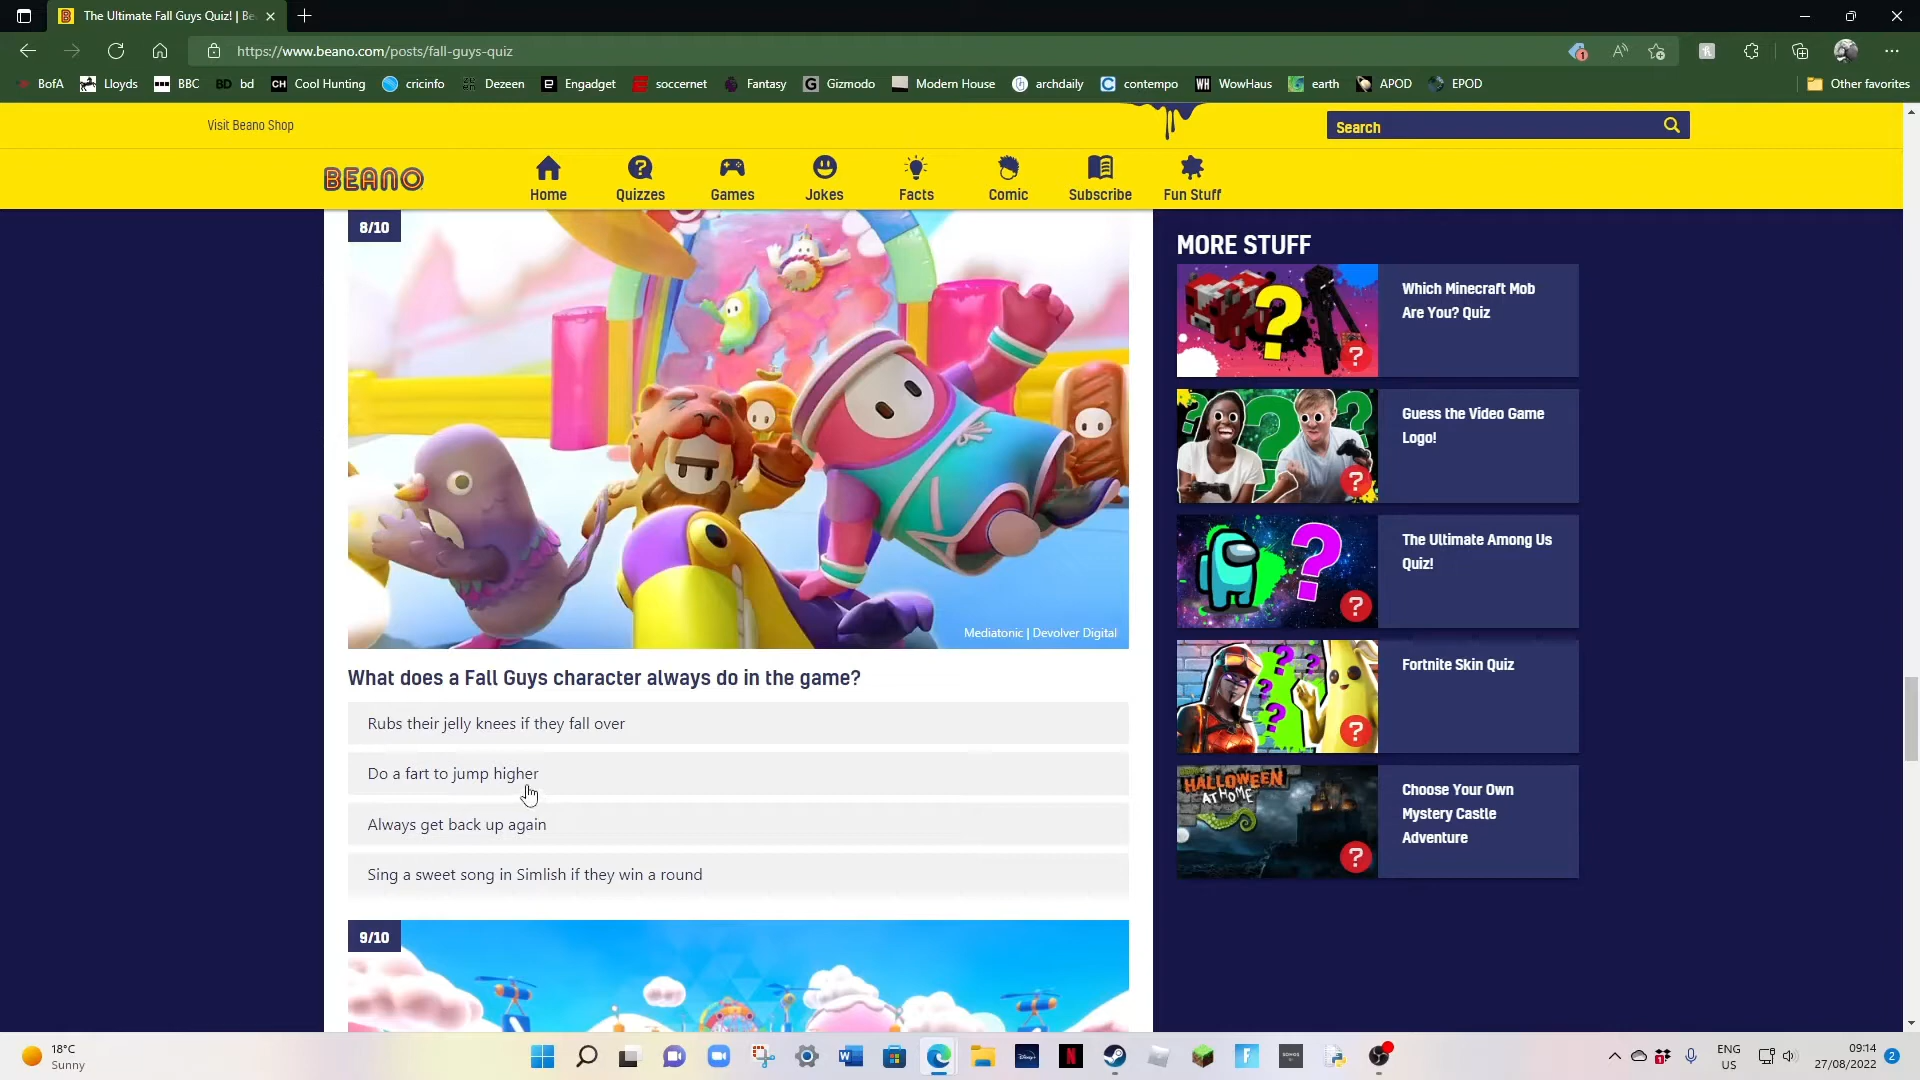 The Ultimate Fall Guys Quiz! | Be
https://www.beano.com/posts/fall-guys-quiz
BofA Lloyds BBC BD bd CH Cool Hunting cricinfo Dezeen Engadget soccernet Fantasy Gizmodo Modern House archdaily contempo WH WowHaus earth APOD EPOD Other favorites
Visit Beano Shop
Search
BEANO
Home Quizzes Games Jokes Facts Comic Subscribe Fun Stuff
8/10
Mediatonic | Devolver Digital
What does a Fall Guys character always do in the game?
Rubs their jelly knees if they fall over
Do a fart to jump higher
Always get back up again
Sing a sweet song in Simlish if they win a round
9/10
MORE STUFF
Which Minecraft Mob
Are You? Quiz
Guess the Video Game
Logo!
The Ultimate Among Us
Quiz!
Fortnite Skin Quiz
HALLOWEEN
AT HOME
Choose Your Own
Mystery Castle
Adventure
18°C
Sunny
ENG
US
09:14
27/08/2022
2